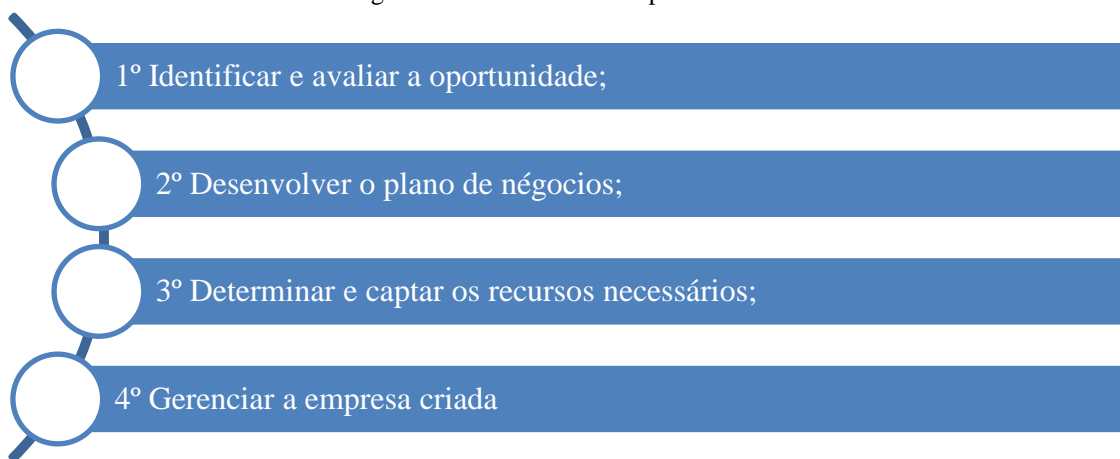 1º Identificar e avaliar a oportunidade;
2º Desenvolver o plano de négocios;
3º Determinar e captar os recursos necessários;
4º Gerenciar a empresa criada